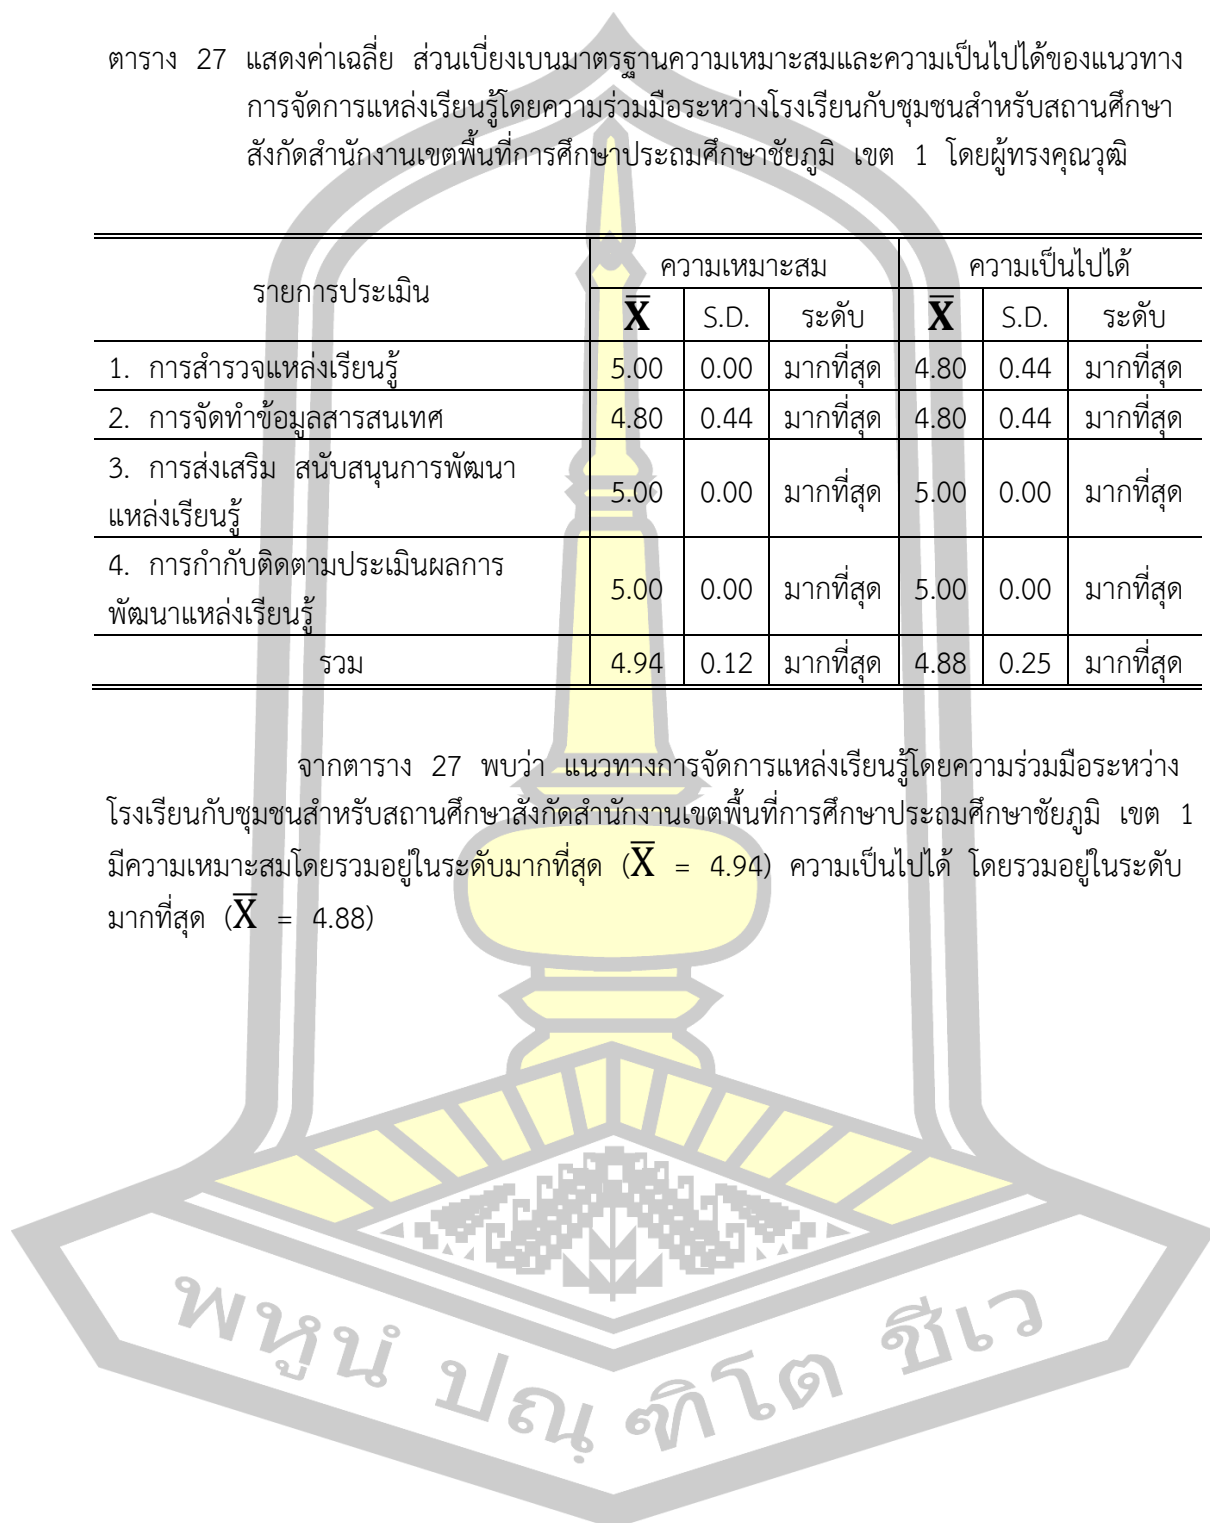 ตาราง 27 แสดงค่าเฉลี่ย ส่วนเบี่ยงเบนมาตรฐานความเหมาะสมและความเป็นไปได้ของแนวทาง
การจัดการแหล่งเรียนรู้โดยความร่วมมือระหว่างโรงเรียนกับชุมชนสำหรับสถานศึกษา
สังกัดสำนักงานเขตพื้นที่การศึกษาประถมศึกษาชัยภูมิ เขต 1 โดยผู้ทรงคุณวุฒิ
รายการประเมิน ความเหมาะสม ความเป็นไปได้
X̅ S.D. ระดับ X̅ S.D. ระดับ
1. การสำรวจแหล่งเรียนรู้ 5.00 0.00 มากที่สุด 4.80 0.44 มากที่สุด
2. การจัดทำข้อมูลสารสนเทศ 4.80 0.44 มากที่สุด 4.80 0.44 มากที่สุด
3. การส่งเสริม สนับสนุนการพัฒนา
แหล่งเรียนรู้ 5.00 0.00 มากที่สุด 5.00 0.00 มากที่สุด
4. การกำกับติดตามประเมินผลการ
พัฒนาแหล่งเรียนรู้ 5.00 0.00 มากที่สุด 5.00 0.00 มากที่สุด
รวม 4.94 0.12 มากที่สุด 4.88 0.25 มากที่สุด
จากตาราง 27 พบว่า แนวทางการจัดการแหล่งเรียนรู้โดยความร่วมมือระหว่าง
โรงเรียนกับชุมชนสำหรับสถานศึกษาสังกัดสำนักงานเขตพื้นที่การศึกษาประถมศึกษาชัยภูมิ เขต 1
มีความเหมาะสมโดยรวมอยู่ในระดับมากที่สุด (X̅ = 4.94) ความเป็นไปได้ โดยรวมอยู่ในระดับ
มากที่สุด (X̅ = 4.88)
พหูนํ ปณฺฑิโต ชีเว